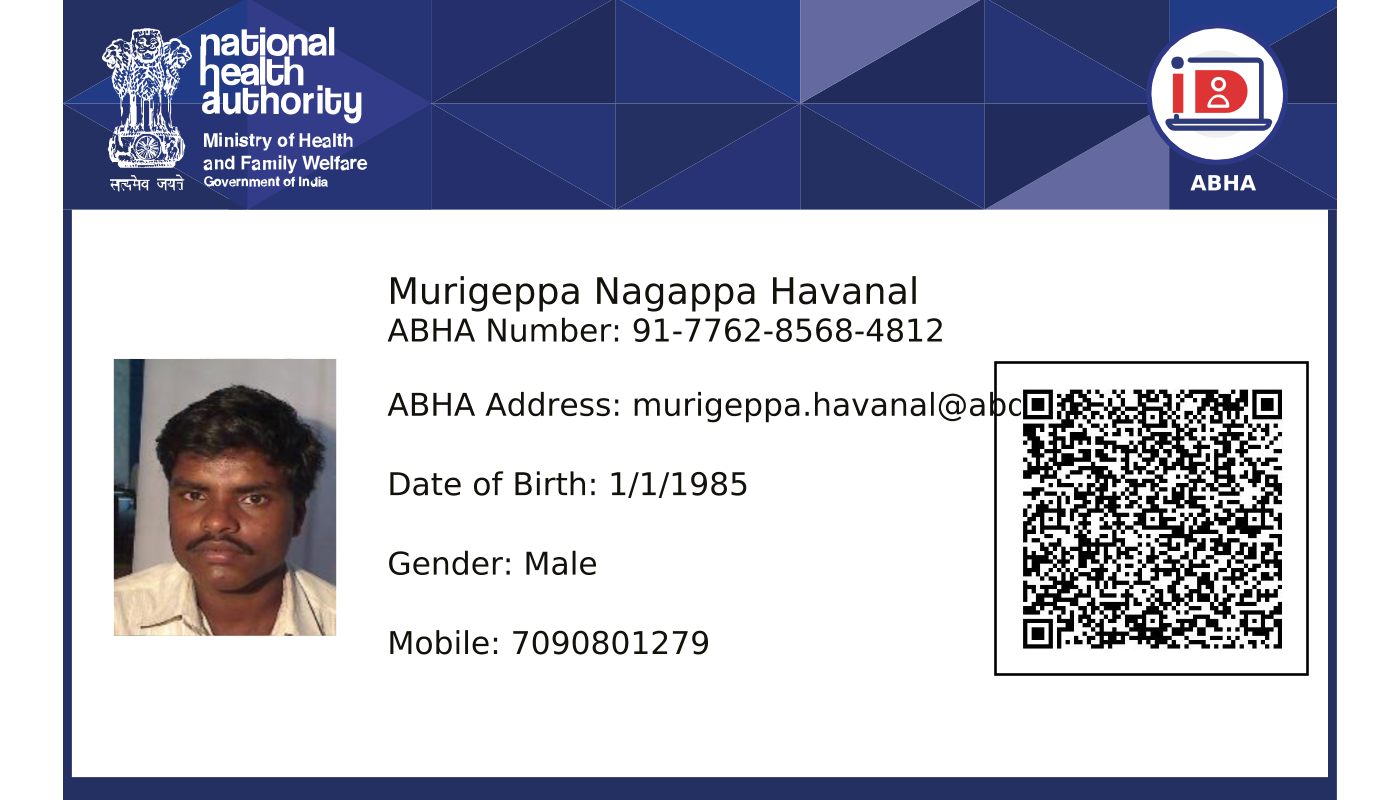 national
health
authority
Ministry of Health
and Family Welfare
Government of India
सत्यमेव जयते
ABHA
Murigeppa Nagappa Havanal
ABHA Number: 91-7762-8568-4812
ABHA Address: murigeppa.havanal@abd
Date of Birth: 1/1/1985
Gender: Male
Mobile: 7090801279